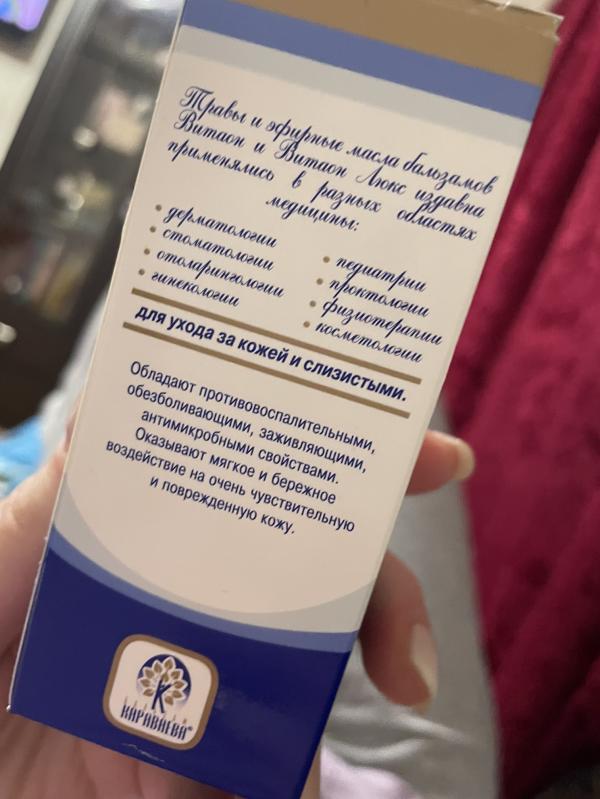 Травы и эфирные масла бальзамов
Витаон и Витаон Люкс издавна
применялись в разных областях
медицины:
• дерматологии
• стоматологии
• отоларингологии
• гинекологии
• педиатрии
• проктологии
• физиотерапии
• косметологии
для ухода за кожей и слизистыми.
Обладают противовоспалительными,
обезболивающими, заживляющими,
антимикробными свойствами.
Оказывают мягкое и бережное
воздействие на очень чувствительную
и поврежденную кожу.
К
КАРАВАЕВА®